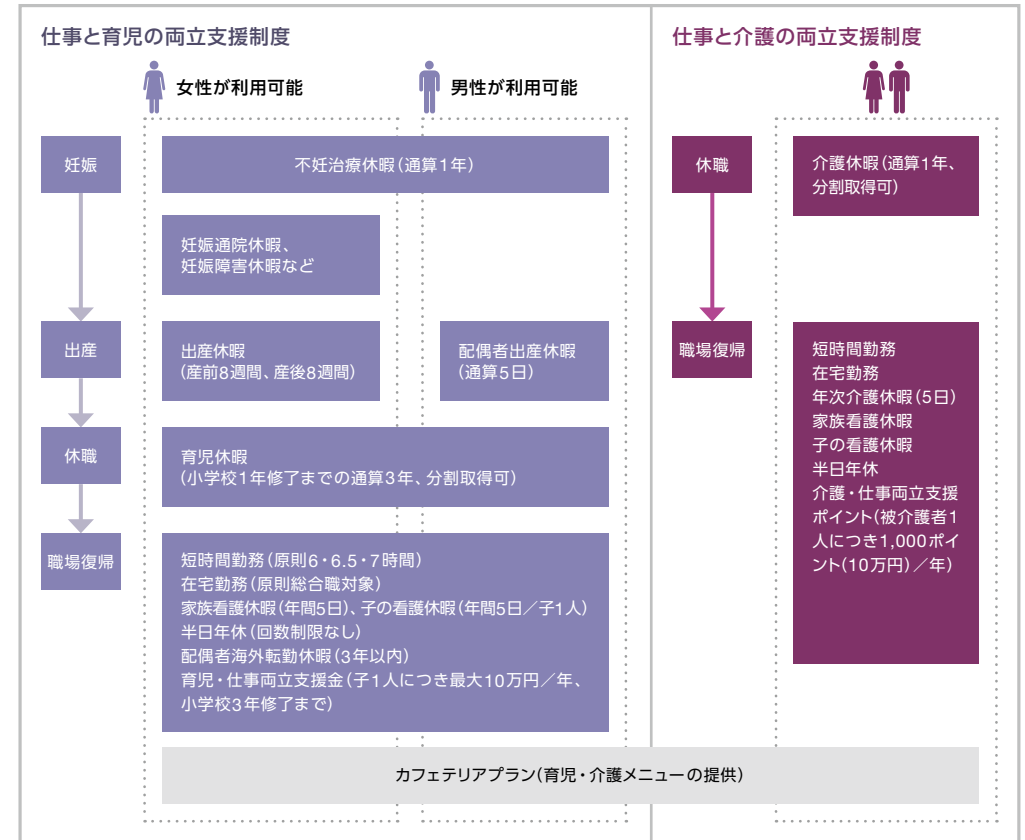 仕事と育児の両立支援制度
女性が利用可能
男性が利用可能
妊娠
不妊治療休暇(通算1年)
妊娠通院休暇、
妊娠障害休暇など
出産
出産休暇
(産前8週間、産後8週間)
配偶者出産休暇
(通算5日)
休職
育児休暇
(小学校1年修了までの通算3年、分割取得可)
職場復帰
短時間勤務(原則6・6.5・7時間)
在宅勤務(原則総合職対象)
家族看護休暇(年間5日)、子の看護休暇(年間5日／子1人)
半日年休(回数制限なし)
配偶者海外転勤休暇(3年以内)
育児・仕事両立支援金(子1人につき最大10万円／年、
小学校3年修了まで)
仕事と介護の両立支援制度
休職
介護休暇(通算1年、
分割取得可)
職場復帰
短時間勤務
在宅勤務
年次介護休暇(5日)
家族看護休暇
子の看護休暇
半日年休
介護・仕事両立支援
ポイント(被介護者1
人につき1,000ポイ
ント(10万円)／年)
カフェテリアプラン(育児・介護メニューの提供)